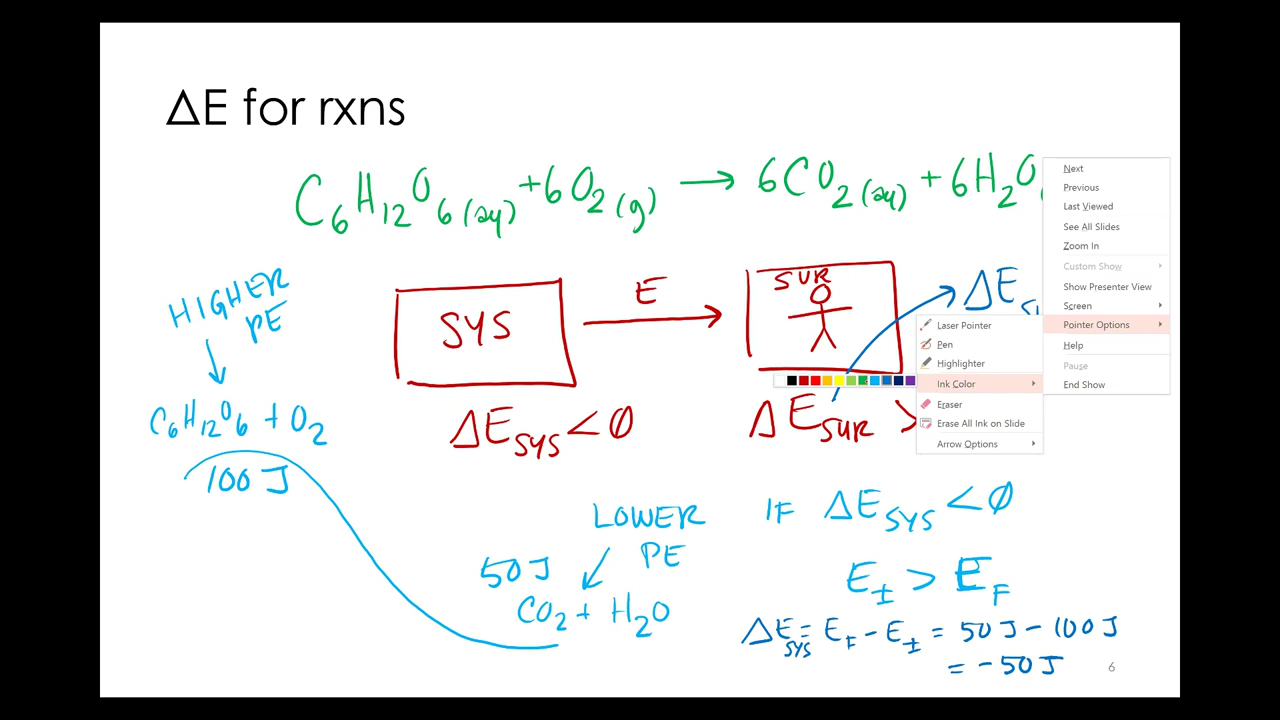 ΔE for rxns
C6H12O6 (aq) + 6O2 (g) → 6CO2 (aq) + 6H2O
HIGHER PE
SYS
E
SUR
ΔE
ΔESYS < 0
ΔESUR >
C6H12O6 + O2
100 J
LOWER PE
50 J
CO2 + H2O
IF ΔESYS < 0
EI > EF
ΔESYS = EF - EI = 50 J - 100 J
= -50 J
6
Next
Previous
Last Viewed
See All Slides
Zoom In
Custom Show
Show Presenter View
Screen
Pointer Options
Help
Pause
End Show
Laser Pointer
Pen
Highlighter
Ink Color
Eraser
Erase All Ink on Slide
Arrow Options